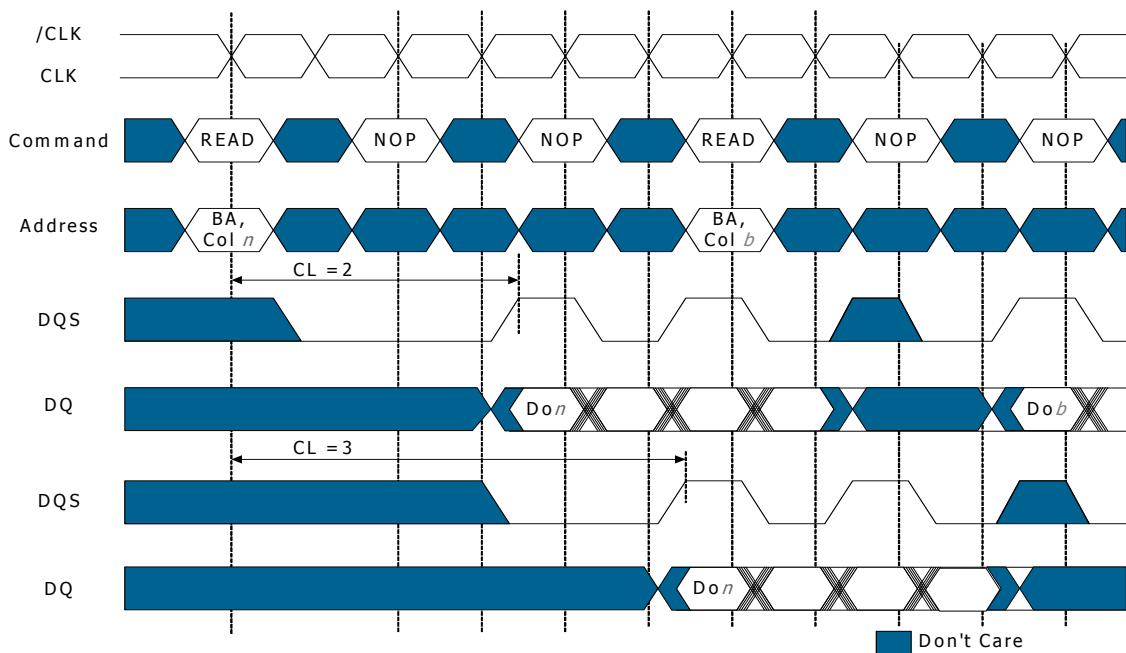 /CLK
CLK
Command READ NOP NOP READ NOP NOP
Address BA, BA,
Col n Col b
CL = 2
DQS
DQ Don Dob
CL = 3
DQS
DQ Don
Don't Care